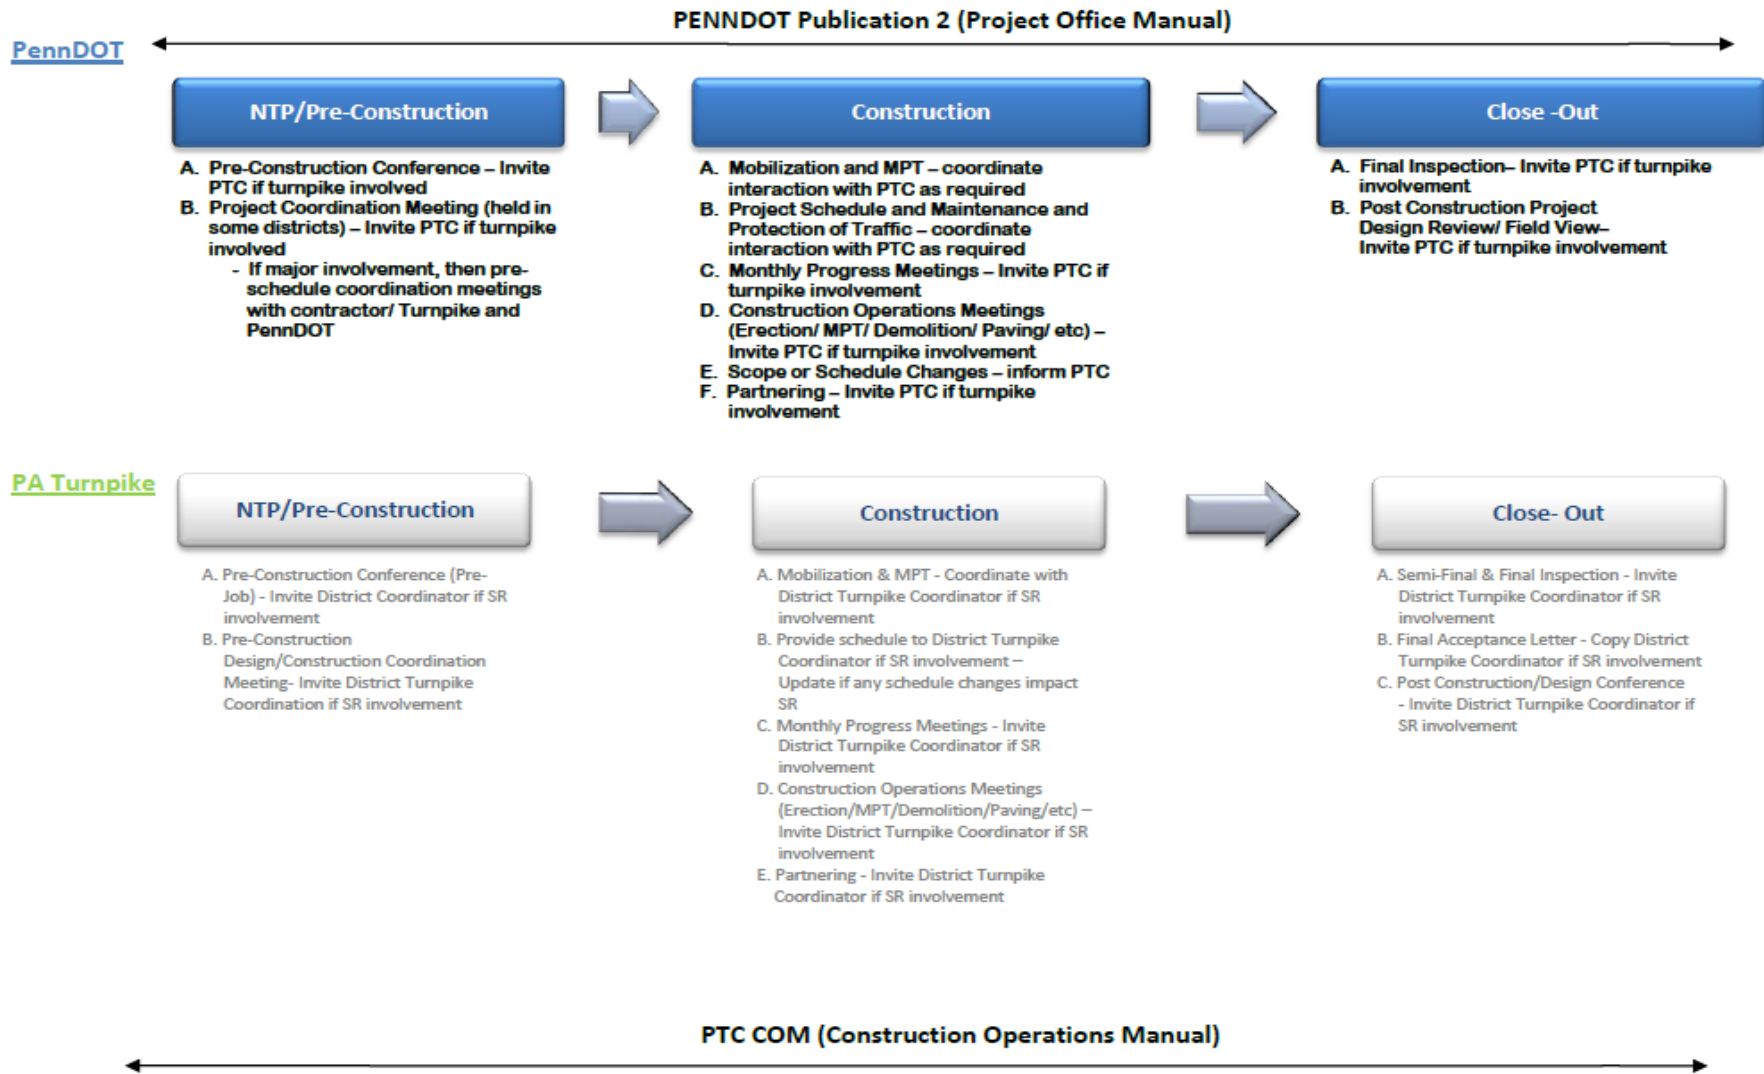 PENNDOT Publication 2 (Project Office Manual)
PennDOT
NTP/Pre-Construction
A. Pre-Construction Conference – Invite
PTC if turnpike involved
B. Project Coordination Meeting (held in
some districts) – Invite PTC if turnpike
involved
- If major involvement, then pre-
schedule coordination meetings
with contractor/ Turnpike and
PennDOT
Construction
A. Mobilization and MPT – coordinate
interaction with PTC as required
B. Project Schedule and Maintenance and
Protection of Traffic – coordinate
interaction with PTC as required
C. Monthly Progress Meetings – Invite PTC if
turnpike involvement
D. Construction Operations Meetings
(Erection/ MPT/ Demolition/ Paving/ etc) –
Invite PTC if turnpike involvement
E. Scope or Schedule Changes – inform PTC
F. Partnering – Invite PTC if turnpike
involvement
Close -Out
A. Final Inspection– Invite PTC if turnpike
involvement
B. Post Construction Project
Design Review/ Field View–
Invite PTC if turnpike involvement
PA Turnpike
NTP/Pre-Construction
A. Pre-Construction Conference (Pre-
Job) - Invite District Coordinator if SR
involvement
B. Pre-Construction
Design/Construction Coordination
Meeting- Invite District Turnpike
Coordination if SR involvement
Construction
A. Mobilization & MPT - Coordinate with
District Turnpike Coordinator if SR
involvement
B. Provide schedule to District Turnpike
Coordinator if SR involvement –
Update if any schedule changes impact
SR
C. Monthly Progress Meetings - Invite
District Turnpike Coordinator if SR
involvement
D. Construction Operations Meetings
(Erection/MPT/Demolition/Paving/etc) –
Invite District Turnpike Coordinator if SR
involvement
E. Partnering - Invite District Turnpike
Coordinator if SR involvement
Close- Out
A. Semi-Final & Final Inspection - Invite
District Turnpike Coordinator if SR
involvement
B. Final Acceptance Letter - Copy District
Turnpike Coordinator if SR involvement
C. Post Construction/Design Conference
- Invite District Turnpike Coordinator if
SR involvement
PTC COM (Construction Operations Manual)